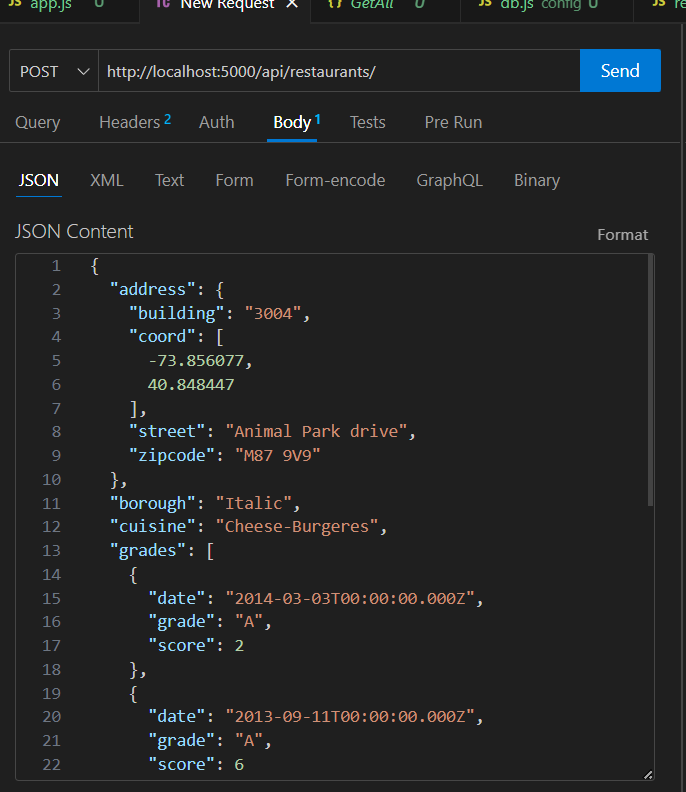 JS app.js U TC New Request × {} GetAll U JS db.js config U JS re
POST http://localhost:5000/api/restaurants/ Send
Query Headers 2 Auth Body 1 Tests Pre Run
JSON XML Text Form Form-encode GraphQL Binary
JSON Content Format
1 {
2 "address": {
3 "building": "3004",
4 "coord": [
5 -73.856077,
6 40.848447
7 ],
8 "street": "Animal Park drive",
9 "zipcode": "M87 9V9"
10 },
11 "borough": "Italic",
12 "cuisine": "Cheese-Burgeres",
13 "grades": [
14 {
15 "date": "2014-03-03T00:00:00.000Z",
16 "grade": "A",
17 "score": 2
18 },
19 {
20 "date": "2013-09-11T00:00:00.000Z",
21 "grade": "A",
22 "score": 6